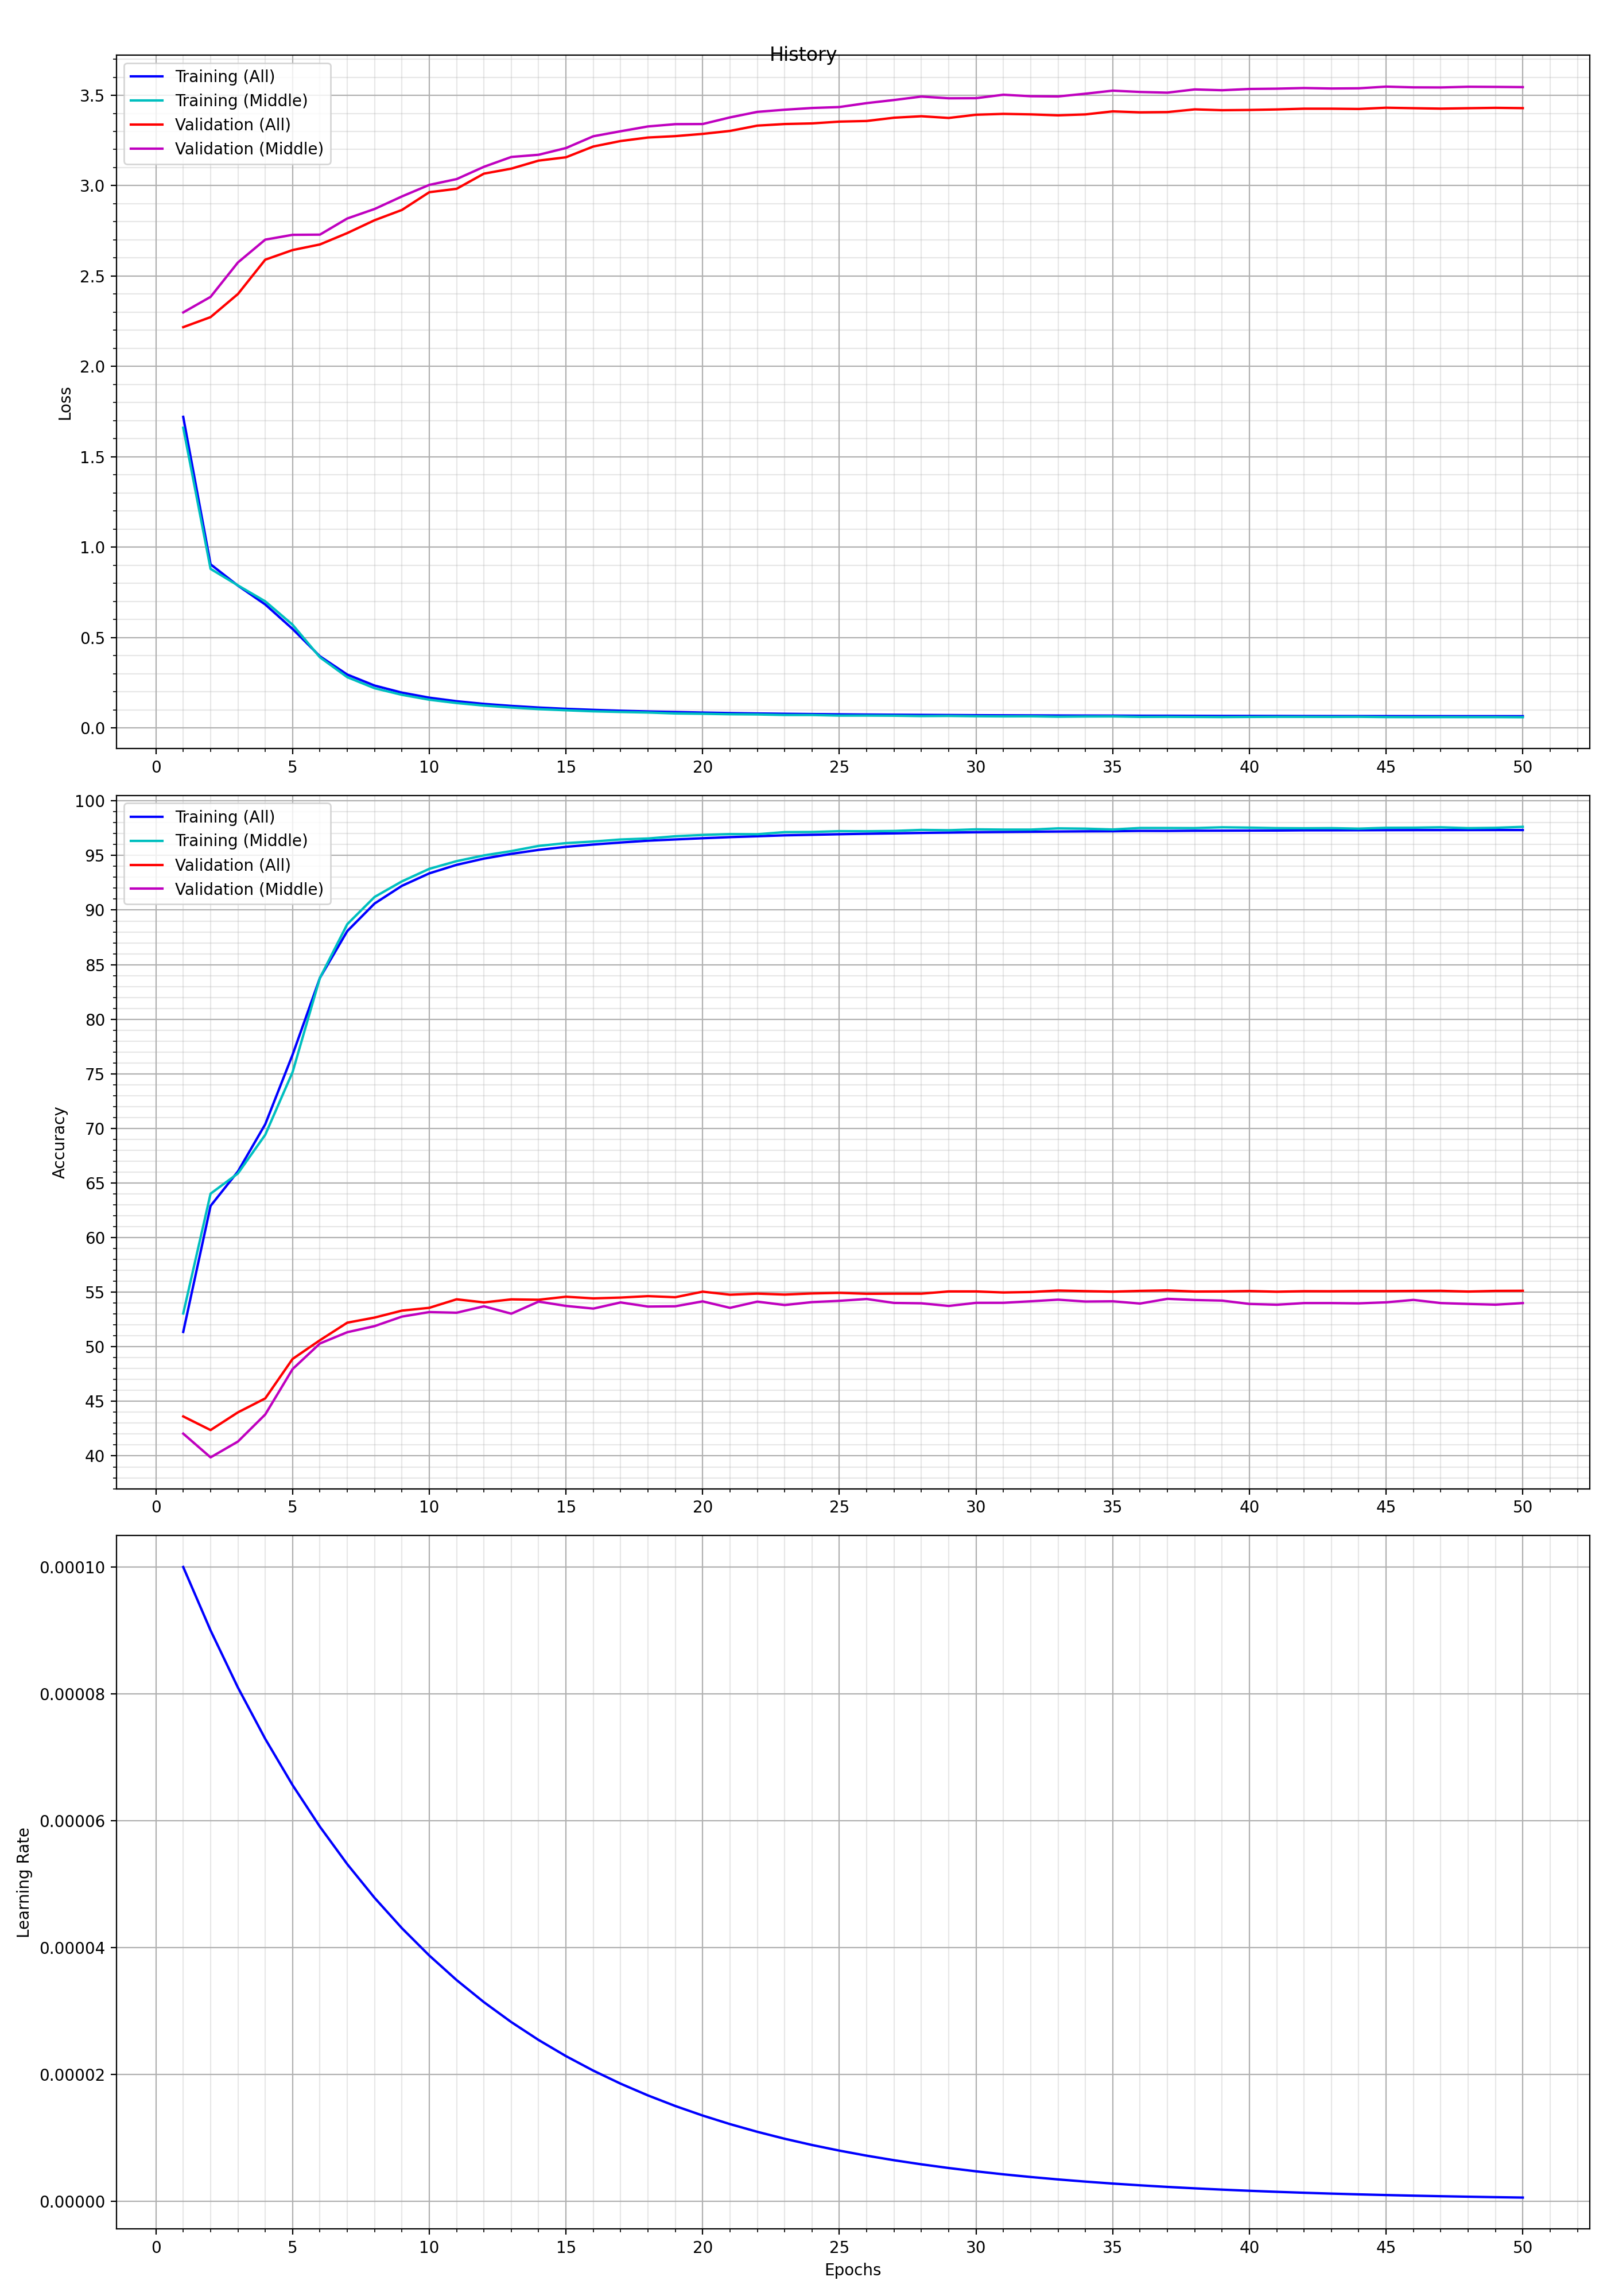 History
Training (All)
Training (Middle)
Validation (All)
Validation (Middle)
3.5
3.0
2.5
2.0
1.5
1.0
0.5
0.0
Loss
0 5 10 15 20 25 30 35 40 45 50
Training (All)
Training (Middle)
Validation (All)
Validation (Middle)
100
95
90
85
80
75
70
65
60
55
50
45
40
Accuracy
0 5 10 15 20 25 30 35 40 45 50
0.00010
0.00008
0.00006
0.00004
0.00002
0.00000
Learning Rate
0 5 10 15 20 25 30 35 40 45 50
Epochs